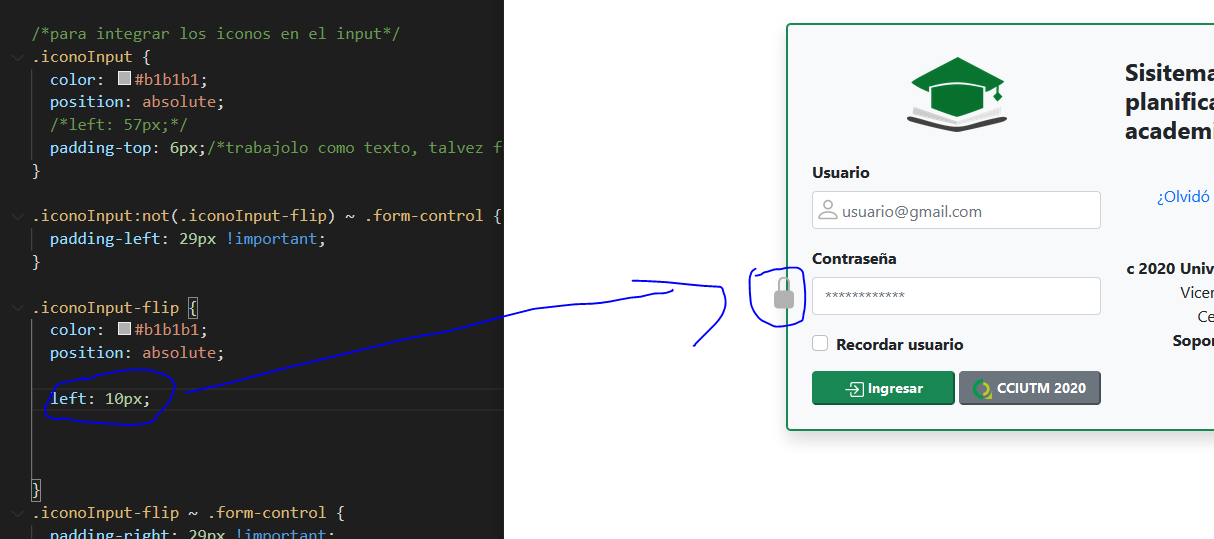 /*para integrar los iconos en el input*/
.iconoInput {
color: #b1b1b1;
position: absolute;
/*left: 57px;*/
padding-top: 6px;/*trabajolo como texto, talvez f
}
.iconoInput:not(.iconoInput-flip) ~ .form-control {
padding-left: 29px !important;
}
.iconoInput-flip {
color: #b1b1b1;
position: absolute;
left: 10px;
}
.iconoInput-flip ~ .form-control {
padding-right: 29px !important;
Sisitema
planifica
academi
Usuario
usuario@gmail.com
¿Olvidó
Contraseña
************
c 2020 Univ
Vicen
Ce
Sopor
Recordar usuario
Ingresar
CCIUTM 2020